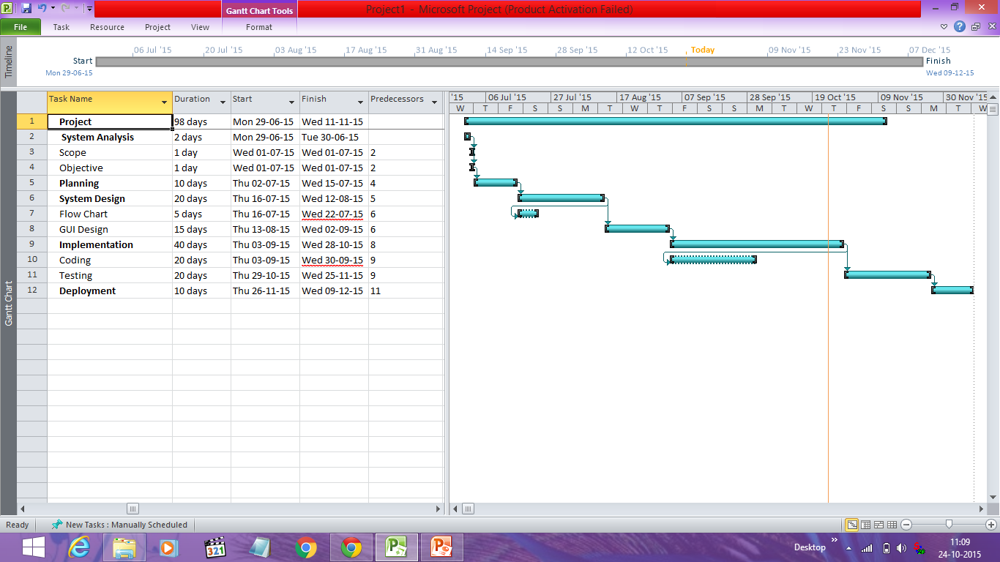 Gantt Chart Tools
Project1 - Microsoft Project (Product Activation Failed)
File Task Resource Project View Format
Timeline
06 Jul '15 20 Jul '15 03 Aug '15 17 Aug '15 31 Aug '15 14 Sep '15 28 Sep '15 12 Oct '15 Today 09 Nov '15 23 Nov '15 07 Dec '15
Start Finish
Mon 29-06-15 Wed 09-12-15
Task Name Duration Start Finish Predecessors
'15 06 Jul '15 27 Jul '15 17 Aug '15 07 Sep '15 28 Sep '15 19 Oct '15 09 Nov '15 30 Nov '15
W T F S S M T W T F S S M T W T F S S M T W
1 Project 98 days Mon 29-06-15 Wed 11-11-15
2 System Analysis 2 days Mon 29-06-15 Tue 30-06-15
3 Scope 1 day Wed 01-07-15 Wed 01-07-15 2
4 Objective 1 day Wed 01-07-15 Wed 01-07-15 2
5 Planning 10 days Thu 02-07-15 Wed 15-07-15 4
6 System Design 20 days Thu 16-07-15 Wed 12-08-15 5
7 Flow Chart 5 days Thu 16-07-15 Wed 22-07-15 6
8 GUI Design 15 days Thu 13-08-15 Wed 02-09-15 6
9 Implementation 40 days Thu 03-09-15 Wed 28-10-15 8
10 Coding 20 days Thu 03-09-15 Wed 30-09-15 9
11 Testing 20 days Thu 29-10-15 Wed 25-11-15 9
12 Deployment 10 days Thu 26-11-15 Wed 09-12-15 11
Gantt Chart
Ready New Tasks : Manually Scheduled
321
Desktop
11:09
24-10-2015